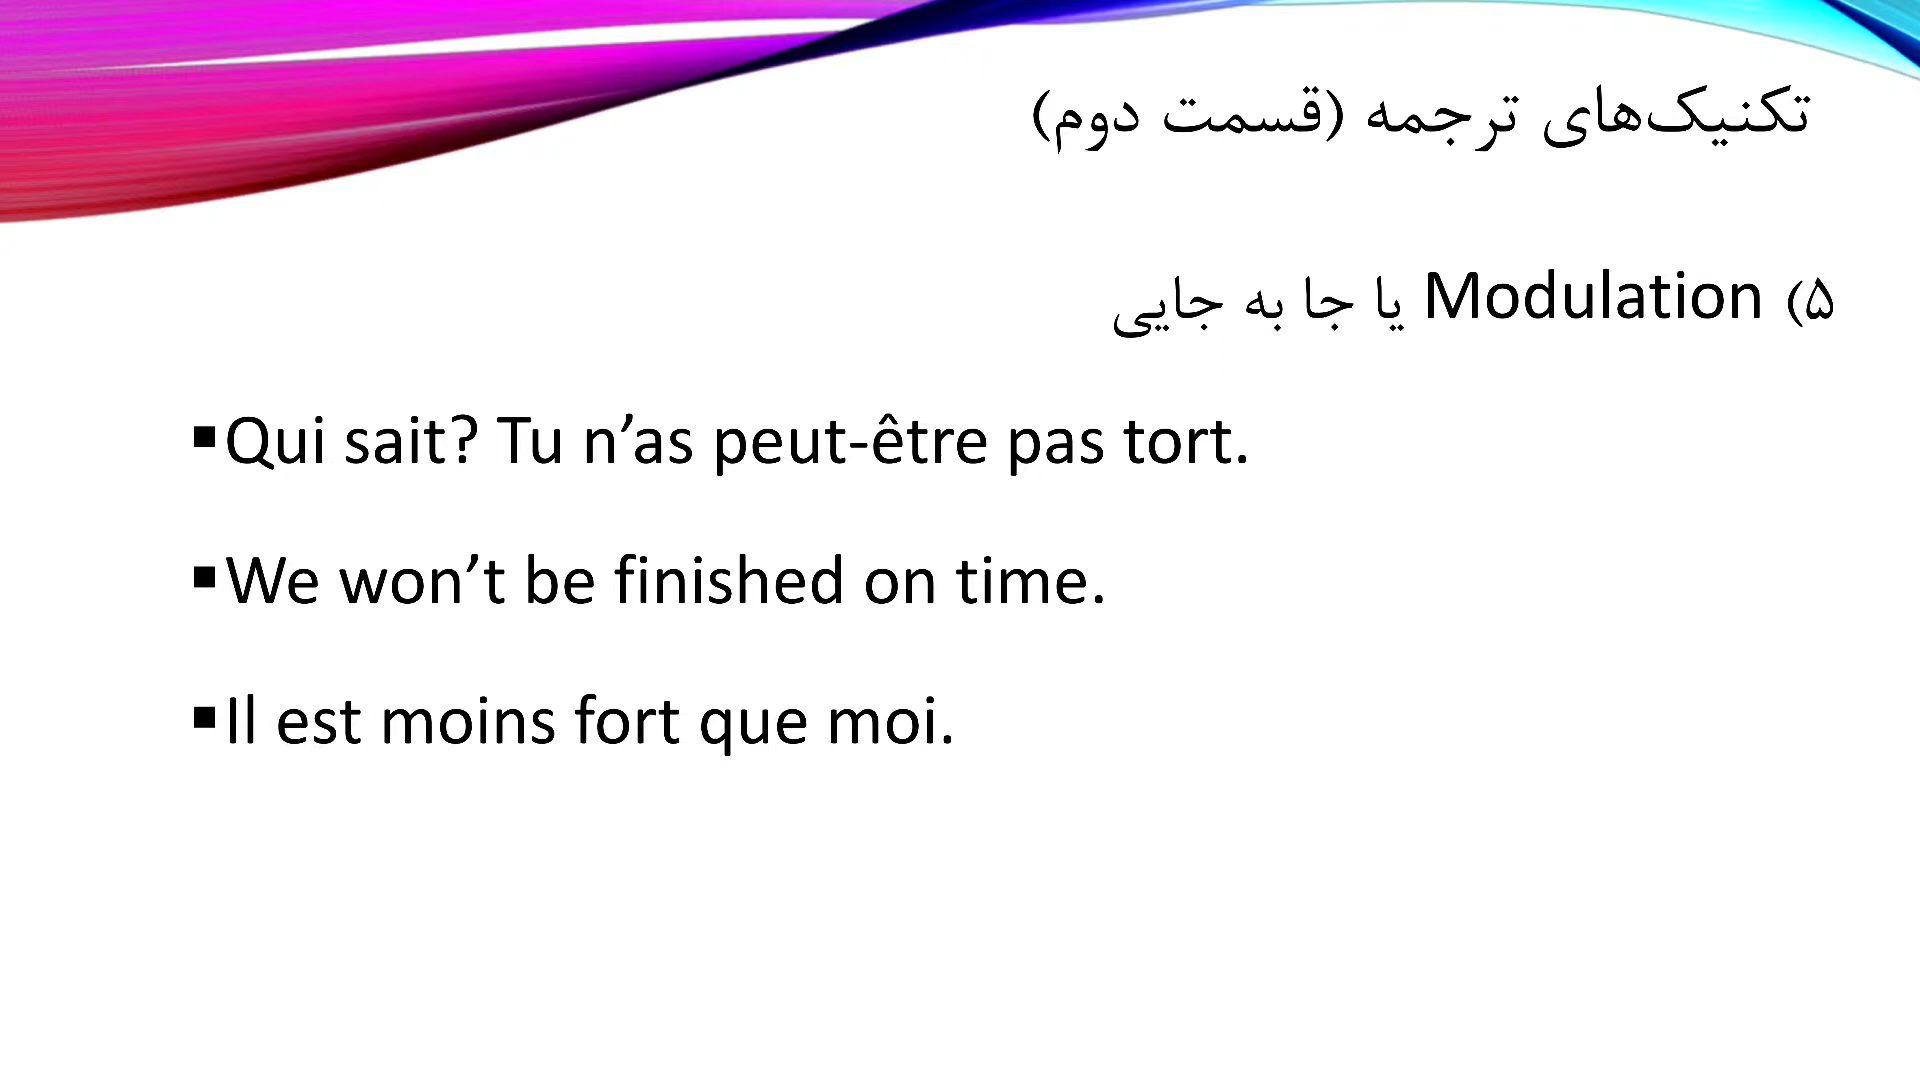 تکنیک‌های ترجمه (قسمت دوم)
۵) Modulation یا جا به جایی
▪Qui sait? Tu n’as peut-être pas tort.
▪We won’t be finished on time.
▪Il est moins fort que moi.